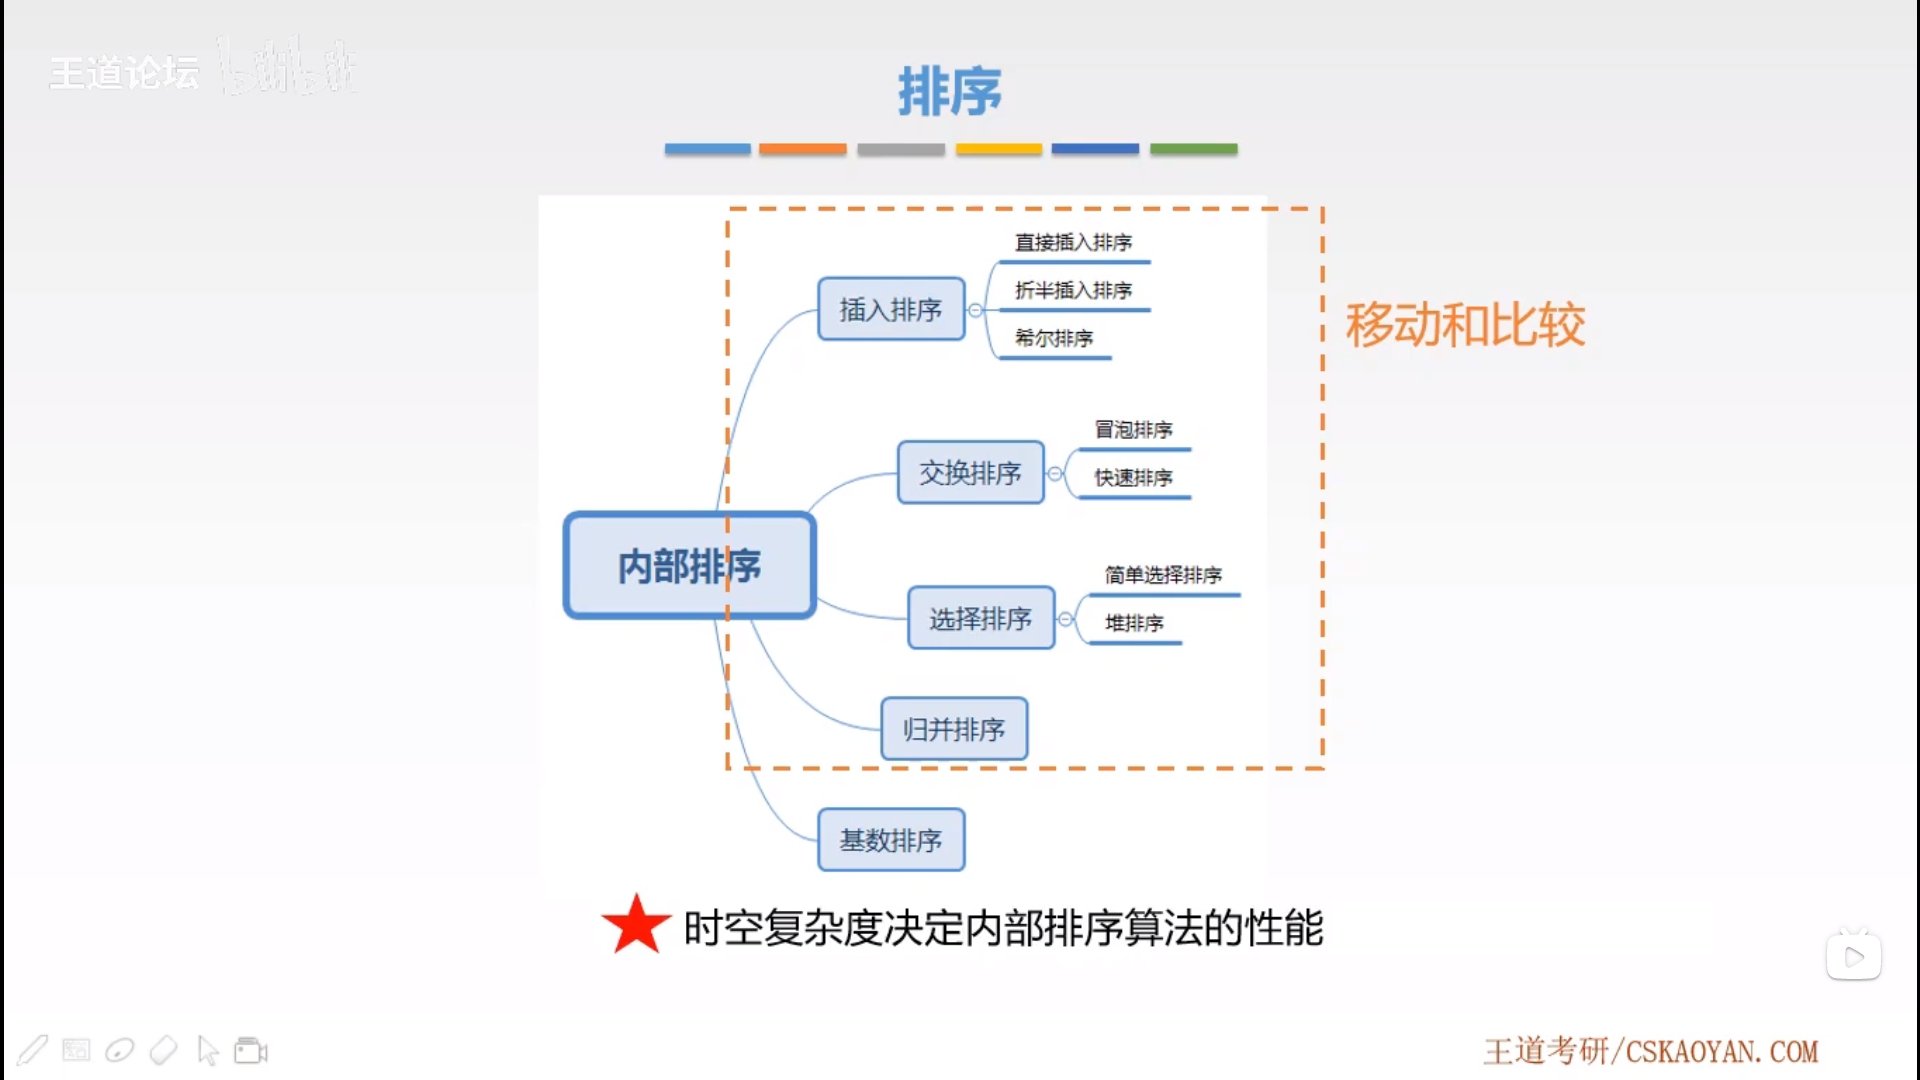 王道论坛 bilibili
排序
直接插入排序
折半插入排序
希尔排序
插入排序
移动和比较
冒泡排序
快速排序
交换排序
内部排序
简单选择排序
堆排序
选择排序
归并排序
基数排序
时空复杂度决定内部排序算法的性能
王道考研/CSKAOYAN.COM